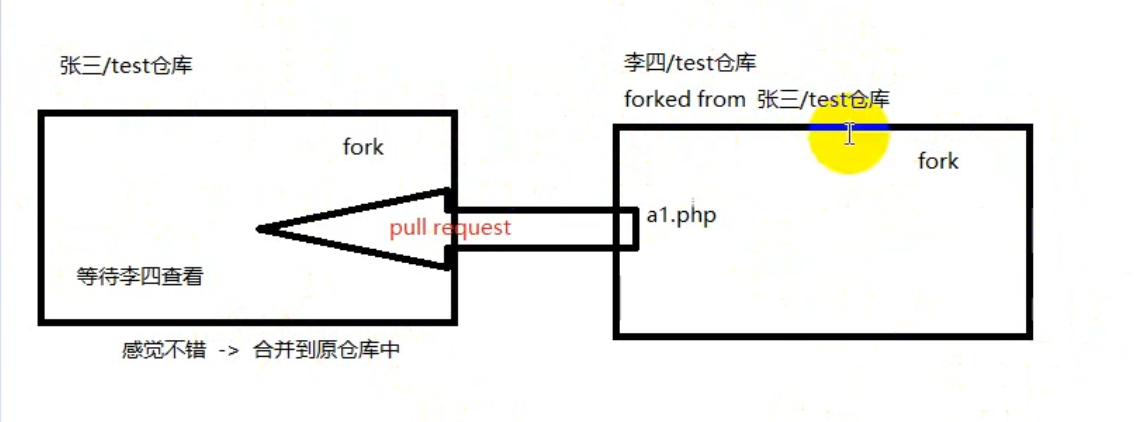 张三/test仓库
fork
pull request
等待李四查看
感觉不错 -> 合并到原仓库中
李四/test仓库
forked from 张三/test仓库
fork
a1.php